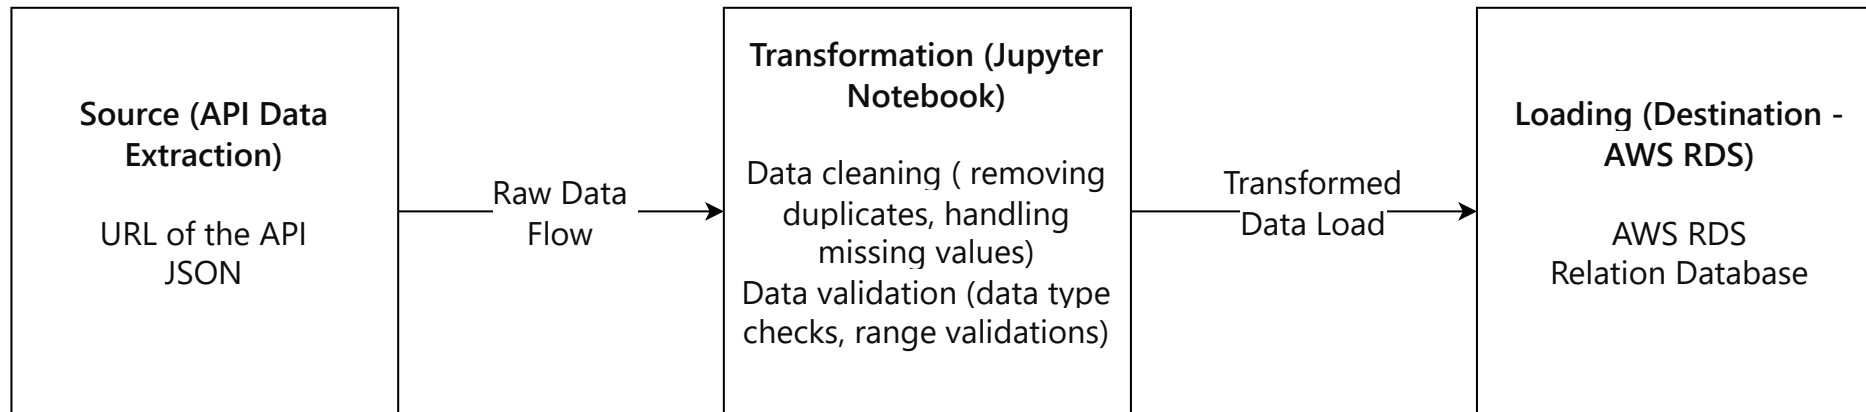 Source (API Data
Extraction)
URL of the API
JSON
Raw Data
Flow
Transformation (Jupyter
Notebook)
Data cleaning ( removing
duplicates, handling
missing values)
Data validation (data type
checks, range validations)
Transformed
Data Load
Loading (Destination -
AWS RDS)
AWS RDS
Relation Database